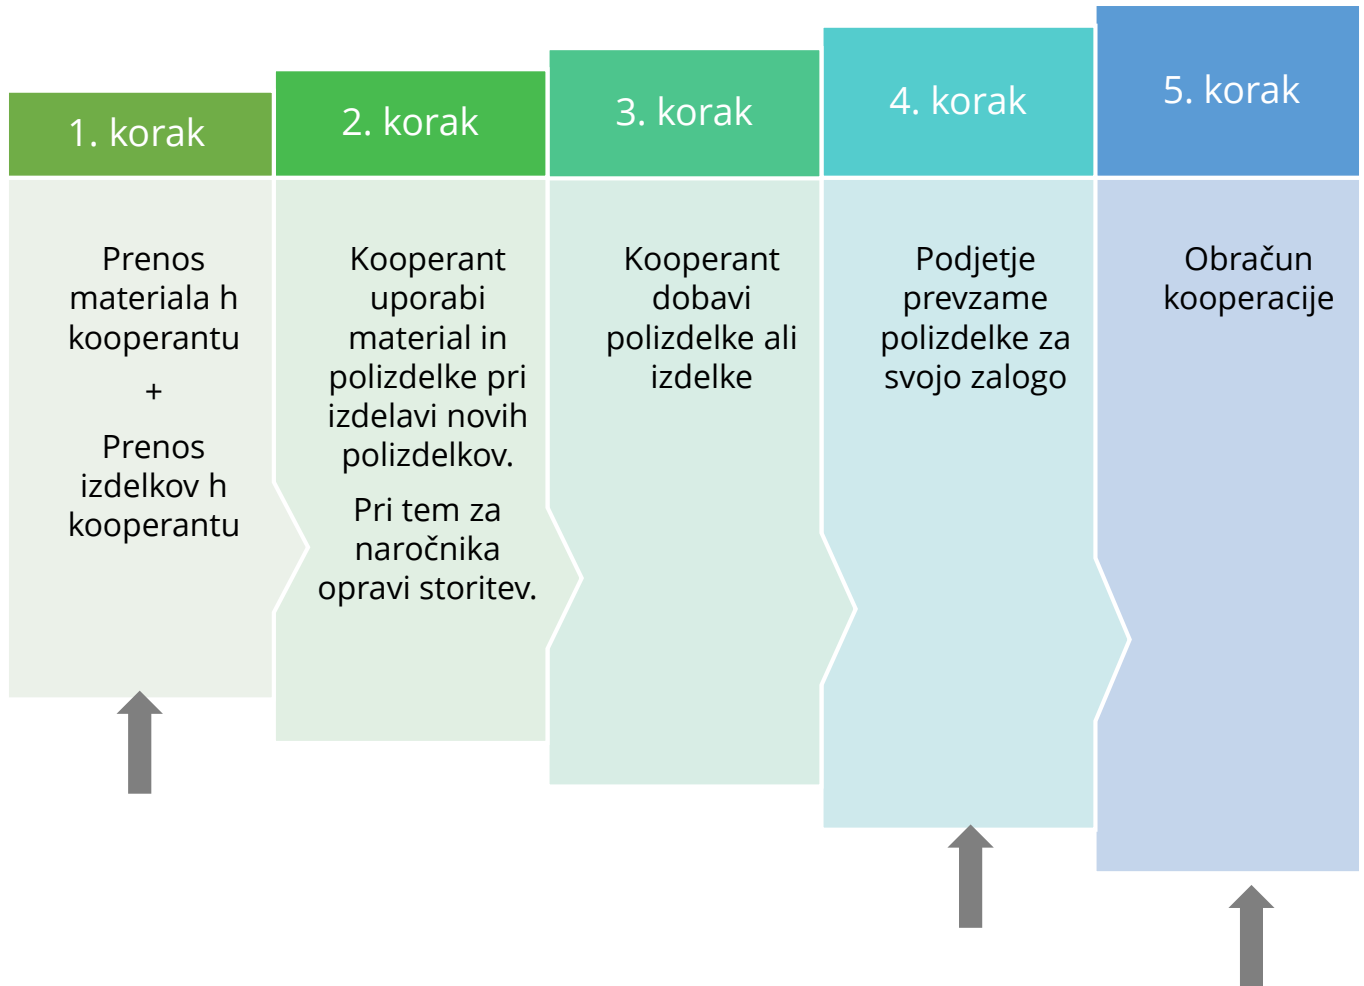 1. korak
Prenos
materiala h
kooperantu
+
Prenos
izdelkov h
kooperantu
2. korak
Kooperant
uporabi
material in
polizdelke pri
izdelavi novih
polizdelkov.
Pri tem za
naročnika
opravi storitev.
3. korak
Kooperant
dobavi
polizdelke ali
izdelke
4. korak
Podjetje
prevzame
polizdelke za
svojo zalogo
5. korak
Obračun
kooperacije